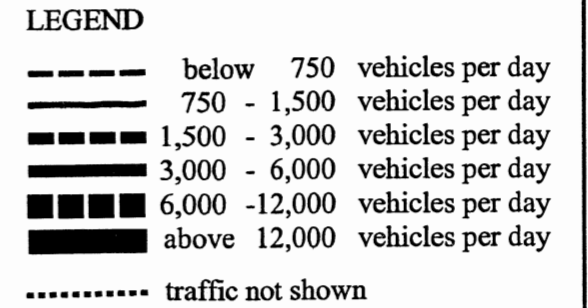 LEGEND
below 750 vehicles per day
750 - 1,500 vehicles per day
1,500 - 3,000 vehicles per day
3,000 - 6,000 vehicles per day
6,000 -12,000 vehicles per day
above 12,000 vehicles per day
traffic not shown